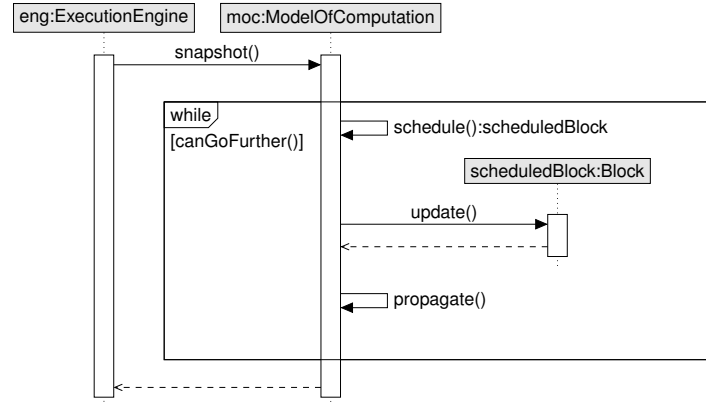 eng:ExecutionEngine
moc:ModelOfComputation
snapshot()
while
[canGoFurther()]
schedule():scheduledBlock
scheduledBlock:Block
update()
propagate()